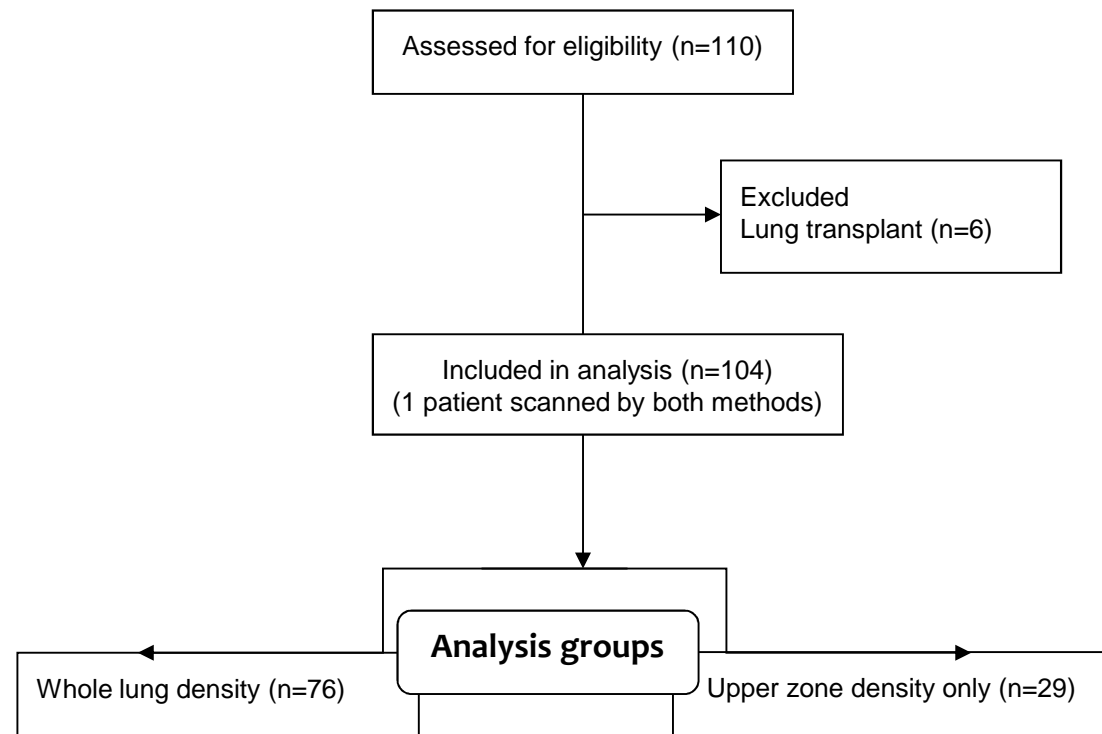 Assessed for eligibility (n=110)
Excluded
Lung transplant (n=6)
Included in analysis (n=104)
(1 patient scanned by both methods)
Analysis groups
Whole lung density (n=76)
Upper zone density only (n=29)